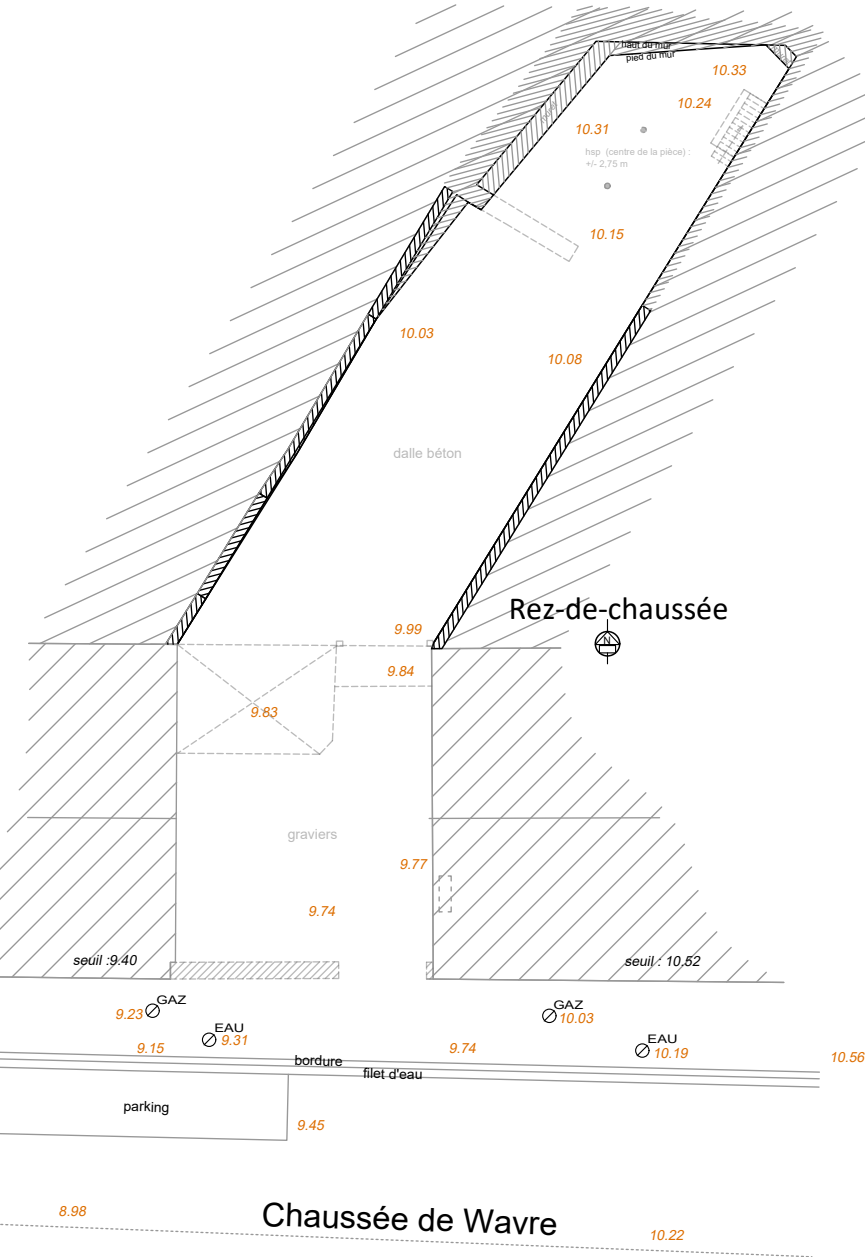 haut du mur
pied du mur
10.33
10.24
10.31
hsp (centre de la pièce) :
+/- 2,75 m
10.15
10.03
10.08
dalle béton
Rez-de-chaussée
N
9.99
9.84
9.83
graviers
9.77
9.74
seuil :9.40
seuil : 10.52
GAZ
9.23
EAU
9.31
9.15
GAZ
10.03
EAU
10.19
9.74
10.56
bordure
filet d'eau
parking
9.45
8.98
Chaussée de Wavre
10.22